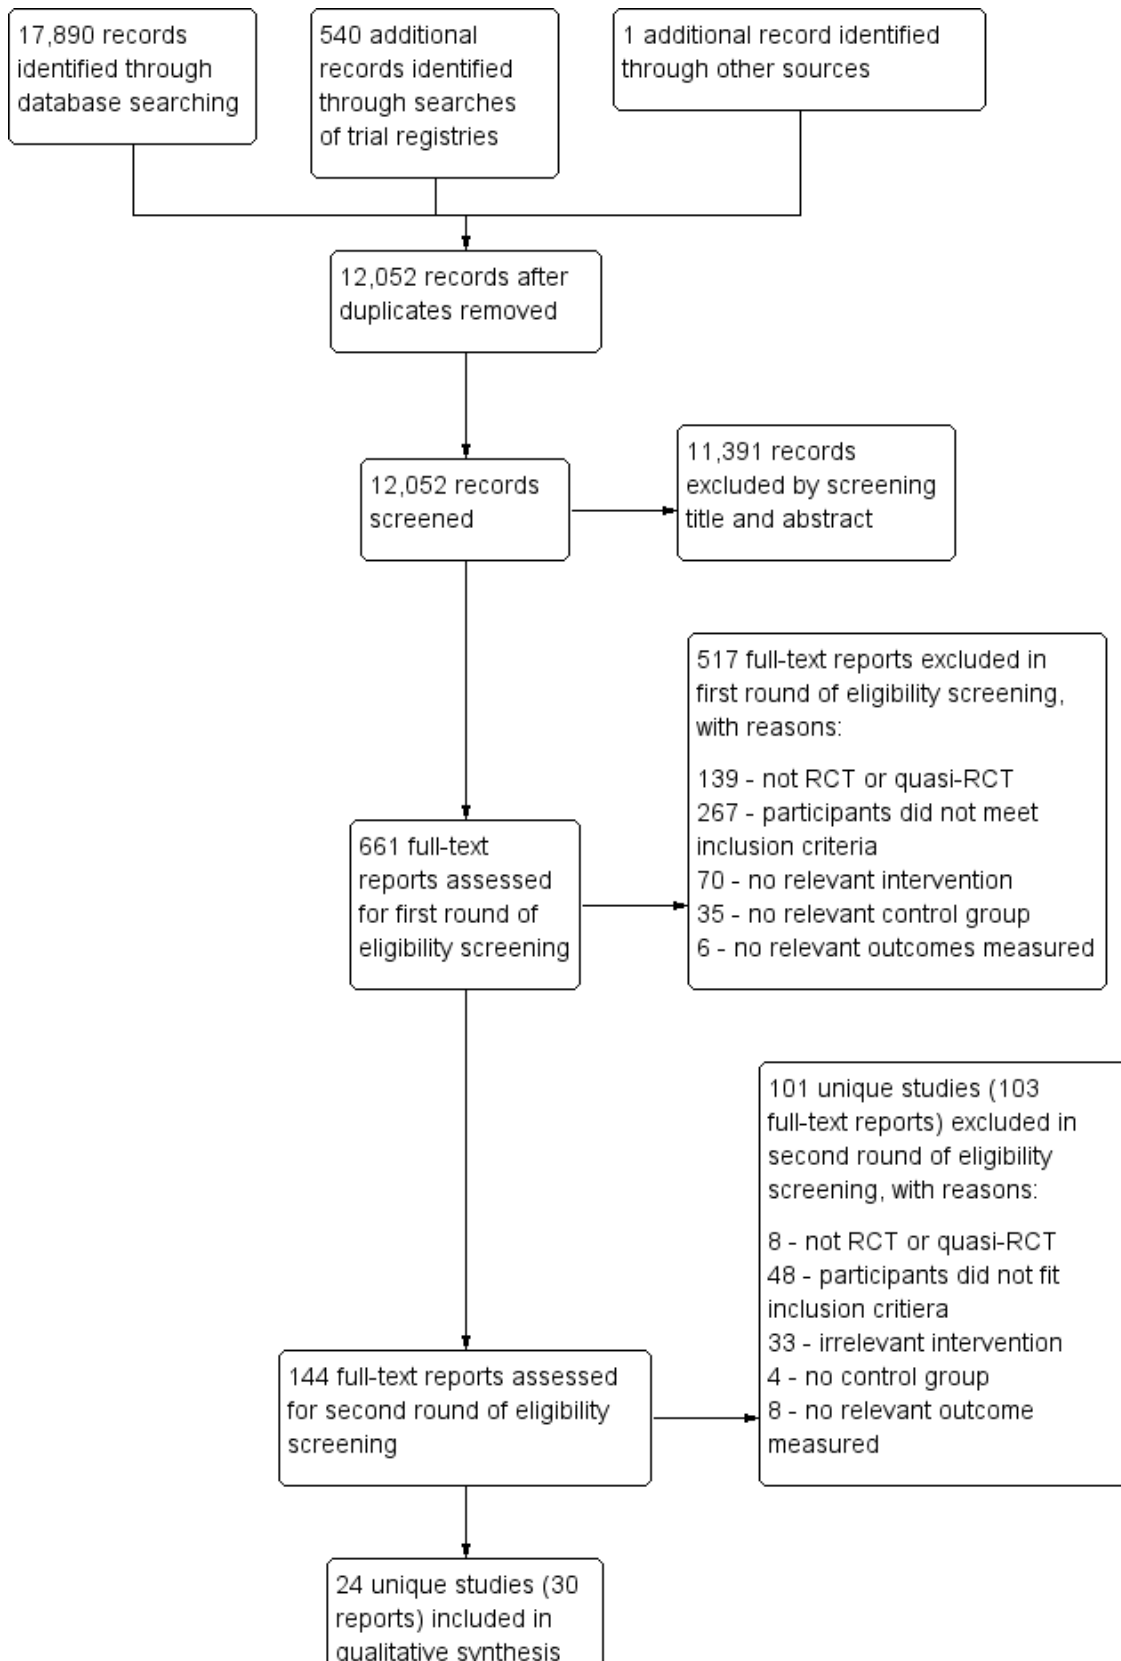 17,890 records
identified through
database searching
540 additional
records identified
through searches
of trial registries
1 additional record identified
through other sources
12,052 records after
duplicates removed
12,052 records
screened
11,391 records
excluded by screening
title and abstract
661 full-text
reports assessed
for first round of
eligibility screening
517 full-text reports excluded in
first round of eligibility screening,
with reasons:
139 - not RCT or quasi-RCT
267 - participants did not meet
inclusion criteria
70 - no relevant intervention
35 - no relevant control group
6 - no relevant outcomes measured
144 full-text reports assessed
for second round of eligibility
screening
101 unique studies (103
full-text reports) excluded in
second round of eligibility
screening, with reasons:
8 - not RCT or quasi-RCT
48 - participants did not fit
inclusion critiera
33 - irrelevant intervention
4 - no control group
8 - no relevant outcome
measured
24 unique studies (30
reports) included in
qualitative synthesis